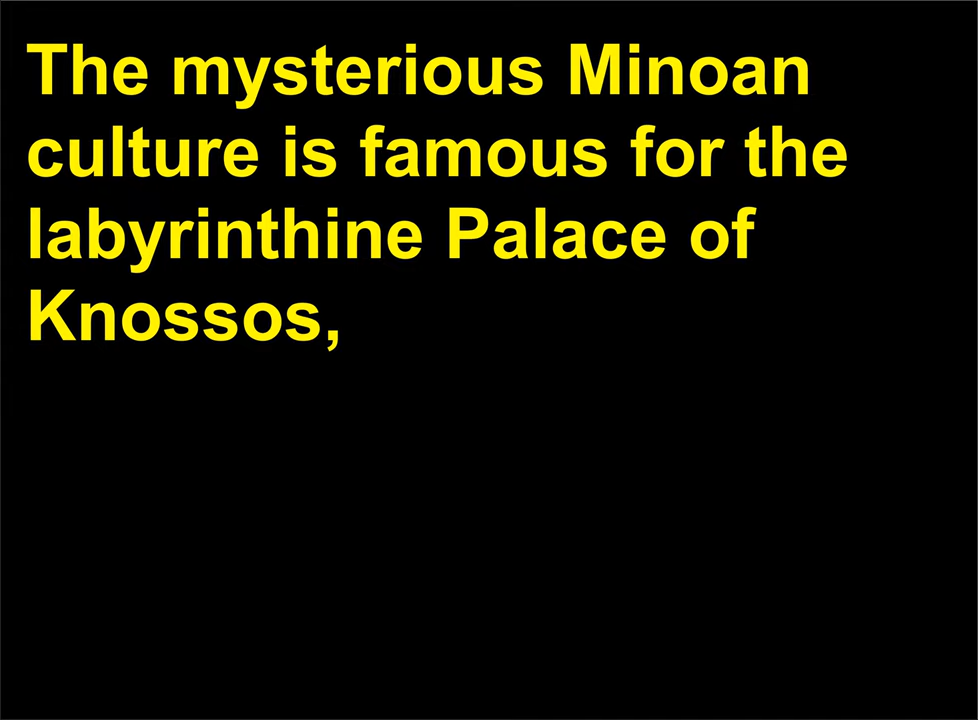 The mysterious Minoan
culture is famous for the
labyrinthine Palace of
Knossos,